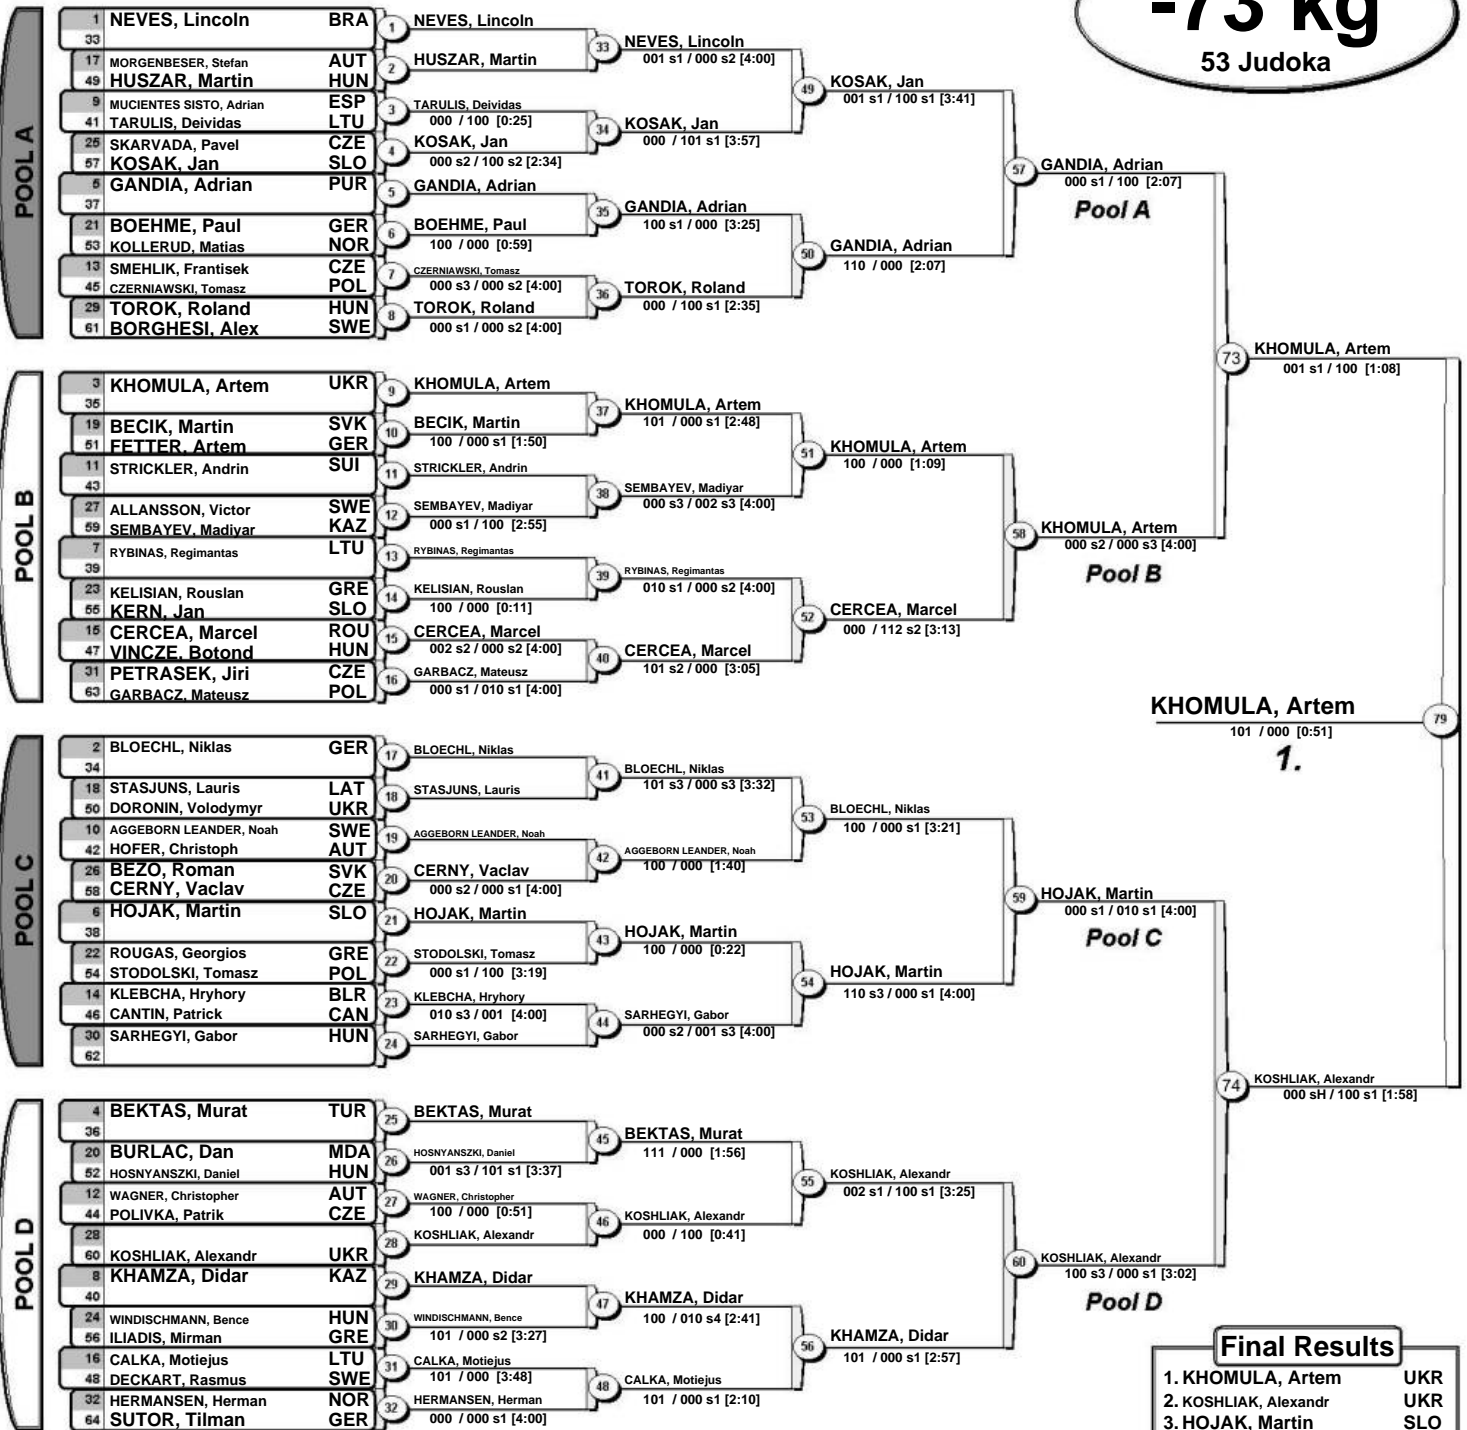 -73 kg
53 Judoka
POOL A
1 NEVES, Lincoln BRA
33
17 MORGENBESER, Stefan AUT
49 HUSZAR, Martin HUN
9 MUCIENTES SISTO, Adrian ESP
41 TARULIS, Deividas LTU
25 SKARVADA, Pavel CZE
57 KOSAK, Jan SLO
5 GANDIA, Adrian PUR
37
21 BOEHME, Paul GER
53 KOLLERUD, Matias NOR
13 SMEHLIK, Frantisek CZE
45 CZERNIAWSKI, Tomasz POL
29 TOROK, Roland HUN
61 BORGHESI, Alex SWE
1 NEVES, Lincoln
2 HUSZAR, Martin
3 TARULIS, Deividas
000 / 100 [0:25]
4 KOSAK, Jan
000 s2 / 100 s2 [2:34]
5 GANDIA, Adrian
6 BOEHME, Paul
100 / 000 [0:59]
7 CZERNIAWSKI, Tomasz
000 s3 / 000 s2 [4:00]
8 TOROK, Roland
000 s1 / 000 s2 [4:00]
33 NEVES, Lincoln
001 s1 / 000 s2 [4:00]
34 KOSAK, Jan
000 / 101 s1 [3:57]
35 GANDIA, Adrian
100 s1 / 000 [3:25]
36 TOROK, Roland
000 / 100 s1 [2:35]
49 KOSAK, Jan
001 s1 / 100 s1 [3:41]
50 GANDIA, Adrian
110 / 000 [2:07]
57 GANDIA, Adrian
000 s1 / 100 [2:07]
Pool A
POOL B
3 KHOMULA, Artem UKR
35
19 BECIK, Martin SVK
51 FETTER, Artem GER
11 STRICKLER, Andrin SUI
43
27 ALLANSSON, Victor SWE
59 SEMBAYEV, Madiyar KAZ
7 RYBINAS, Regimantas LTU
39
23 KELISIAN, Rouslan GRE
55 KERN, Jan SLO
15 CERCEA, Marcel ROU
47 VINCZE, Botond HUN
31 PETRASEK, Jiri CZE
63 GARBACZ, Mateusz POL
9 KHOMULA, Artem
10 BECIK, Martin
100 / 000 s1 [1:50]
11 STRICKLER, Andrin
12 SEMBAYEV, Madiyar
000 s1 / 100 [2:55]
13 RYBINAS, Regimantas
14 KELISIAN, Rouslan
100 / 000 [0:11]
15 CERCEA, Marcel
002 s2 / 000 s2 [4:00]
16 GARBACZ, Mateusz
000 s1 / 010 s1 [4:00]
37 KHOMULA, Artem
101 / 000 s1 [2:48]
38 SEMBAYEV, Madiyar
000 s3 / 002 s3 [4:00]
39 RYBINAS, Regimantas
010 s1 / 000 s2 [4:00]
40 CERCEA, Marcel
101 s2 / 000 [3:05]
51 KHOMULA, Artem
100 / 000 [1:09]
52 CERCEA, Marcel
000 / 112 s2 [3:13]
58 KHOMULA, Artem
000 s2 / 000 s3 [4:00]
Pool B
73 KHOMULA, Artem
001 s1 / 100 [1:08]
KHOMULA, Artem 79
101 / 000 [0:51]
1.
POOL C
2 BLOECHL, Niklas GER
34
18 STASJUNS, Lauris LAT
50 DORONIN, Volodymyr UKR
10 AGGEBORN LEANDER, Noah SWE
42 HOFER, Christoph AUT
26 BEZO, Roman SVK
58 CERNY, Vaclav CZE
6 HOJAK, Martin SLO
38
22 ROUGAS, Georgios GRE
54 STODOLSKI, Tomasz POL
14 KLEBCHA, Hryhory BLR
46 CANTIN, Patrick CAN
30 SARHEGYI, Gabor HUN
62
17 BLOECHL, Niklas
18 STASJUNS, Lauris
19 AGGEBORN LEANDER, Noah
20 CERNY, Vaclav
000 s2 / 000 s1 [4:00]
21 HOJAK, Martin
22 STODOLSKI, Tomasz
000 s1 / 100 [3:19]
23 KLEBCHA, Hryhory
010 s3 / 001 [4:00]
24 SARHEGYI, Gabor
41 BLOECHL, Niklas
101 s3 / 000 s3 [3:32]
42 AGGEBORN LEANDER, Noah
100 / 000 [1:40]
43 HOJAK, Martin
100 / 000 [0:22]
44 SARHEGYI, Gabor
000 s2 / 001 s3 [4:00]
53 BLOECHL, Niklas
100 / 000 s1 [3:21]
54 HOJAK, Martin
110 s3 / 000 s1 [4:00]
59 HOJAK, Martin
000 s1 / 010 s1 [4:00]
Pool C
74 KOSHLIAK, Alexandr
000 sH / 100 s1 [1:58]
POOL D
4 BEKTAS, Murat TUR
36
20 BURLAC, Dan MDA
52 HOSNYANSZKI, Daniel HUN
12 WAGNER, Christopher AUT
44 POLIVKA, Patrik CZE
28
60 KOSHLIAK, Alexandr UKR
8 KHAMZA, Didar KAZ
40
24 WINDISCHMANN, Bence HUN
56 ILIADIS, Mirman GRE
16 CALKA, Motiejus LTU
48 DECKART, Rasmus SWE
32 HERMANSEN, Herman NOR
64 SUTOR, Tilman GER
25 BEKTAS, Murat
26 HOSNYANSZKI, Daniel
001 s3 / 101 s1 [3:37]
27 WAGNER, Christopher
100 / 000 [0:51]
28 KOSHLIAK, Alexandr
29 KHAMZA, Didar
30 WINDISCHMANN, Bence
101 / 000 s2 [3:27]
31 CALKA, Motiejus
101 / 000 [3:48]
32 HERMANSEN, Herman
000 / 000 s1 [4:00]
45 BEKTAS, Murat
111 / 000 [1:56]
46 KOSHLIAK, Alexandr
000 / 100 [0:41]
47 KHAMZA, Didar
100 / 010 s4 [2:41]
48 CALKA, Motiejus
101 / 000 s1 [2:10]
55 KOSHLIAK, Alexandr
002 s1 / 100 s1 [3:25]
56 KHAMZA, Didar
101 / 000 s1 [2:57]
60 KOSHLIAK, Alexandr
100 s3 / 000 s1 [3:02]
Pool D
Final Results
1. KHOMULA, Artem UKR
2. KOSHLIAK, Alexandr UKR
3. HOJAK, Martin SLO